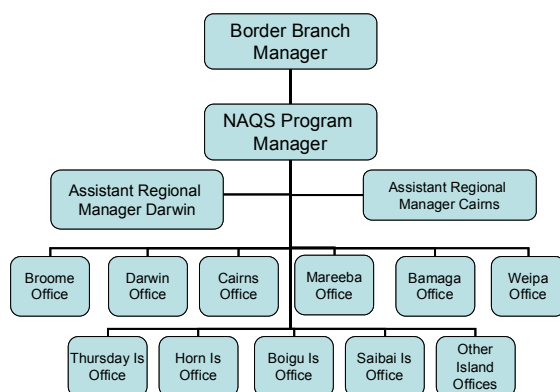 Border Branch
Manager
NAQS Program
Manager
Assistant Regional
Manager Darwin
Assistant Regional
Manager Cairns
Broome
Office
Darwin
Office
Cairns
Office
Mareeba
Office
Bamaga
Office
Weipa
Office
Thursday Is
Office
Horn Is
Office
Boigu Is
Office
Saibai Is
Office
Other
Island
Offices